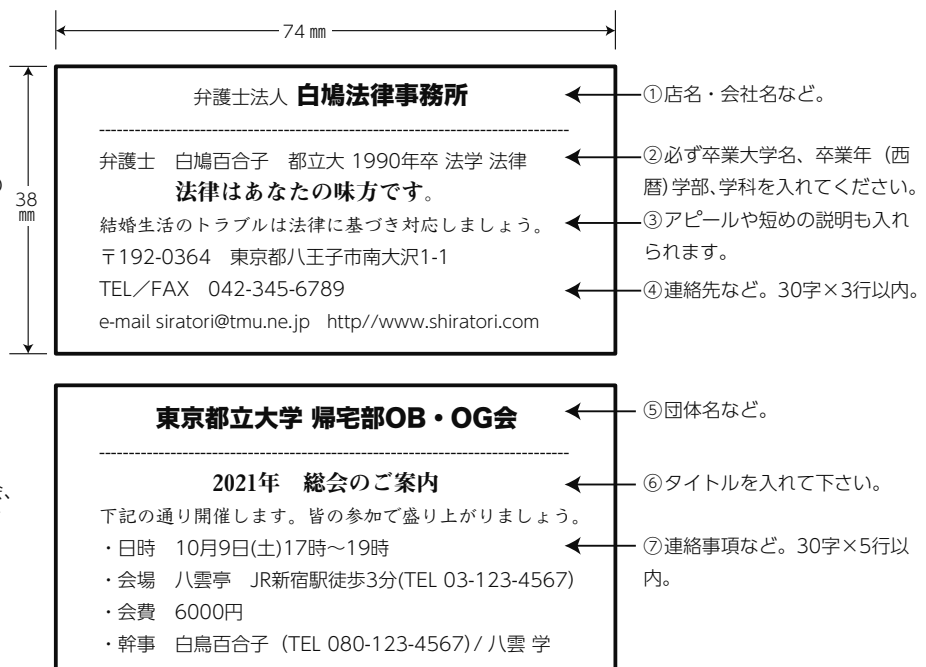 74 ㎜
38
㎜
の
弁護士法人 白鳩法律事務所
弁護士　白鳩百合子　都立大 1990年卒 法学 法律
法律はあなたの味方です。
結婚生活のトラブルは法律に基づき対応しましょう。
〒192-0364　東京都八王子市南大沢1-1
TEL／FAX　042-345-6789
e-mail siratori@tmu.ne.jp　http//www.shiratori.com
①店名・会社名など。
②必ず卒業大学名、卒業年（西
暦）学部、学科を入れてください。
③アピールや短めの説明も入れ
られます。
④連絡先など。30字×3行以内。
東京都立大学 帰宅部OB・OG会
2021年　総会のご案内
下記の通り開催します。皆の参加で盛り上がりましょう。
・日時　10月9日(土)17時～19時
・会場　八雲亭　JR新宿駅徒歩3分(TEL 03-123-4567)
・会費　6000円
・幹事　白鳥百合子（TEL 080-123-4567) / 八雲 学
⑤団体名など。
⑥タイトルを入れて下さい。
⑦連絡事項など。30字×5行以
内。